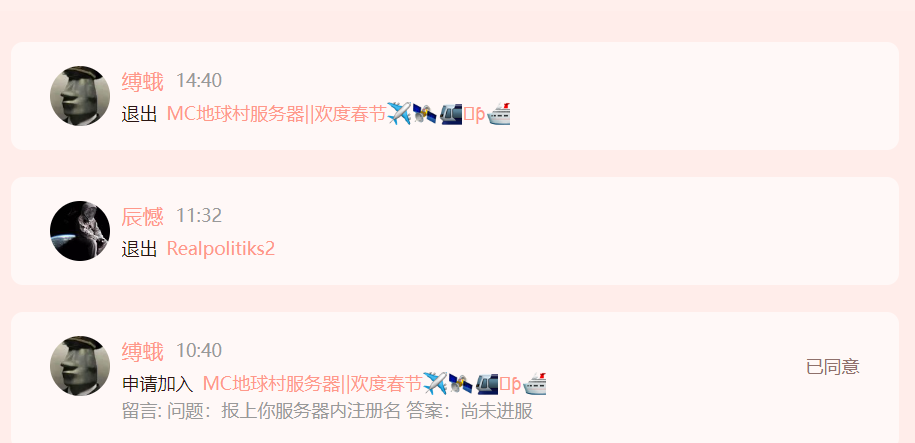 缚蛾 14:40
退出 MC地球村服务器||欢度春节✈️🛰🚈🛳
辰憾 11:32
退出 Realpolitiks2
缚蛾 10:40
已同意
申请加入 MC地球村服务器||欢度春节✈️🛰🚈🛳
留言: 问题：报上你服务器内注册名 答案：尚未进服